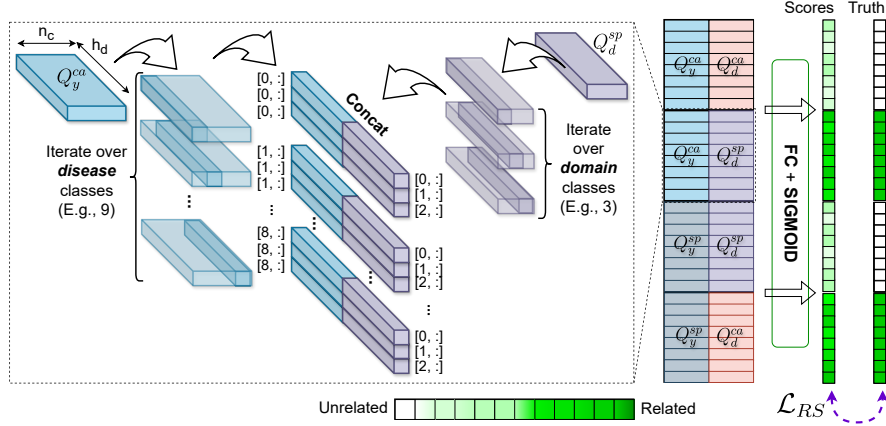 n_c
h_d
Q_y^{ca}
Iterate over
disease
classes
(E.g., 9)
...
[0, :]
[0, :]
[0, :]
[1, :]
[1, :]
[1, :]
...
[8, :]
[8, :]
[8, :]
Concat
...
[0, :]
[1, :]
[2, :]
[0, :]
[1, :]
[2, :]
...
...
[0, :]
[1, :]
[2, :]
Q_d^{sp}
Iterate
over
domain
classes
(E.g., 3)
Q_y^{ca} Q_d^{ca}
Q_y^{ca} Q_d^{sp}
Q_y^{sp} Q_d^{sp}
Q_y^{sp} Q_d^{ca}
FC + SIGMOID
Scores Truth
\mathcal{L}_{RS}
Unrelated Related